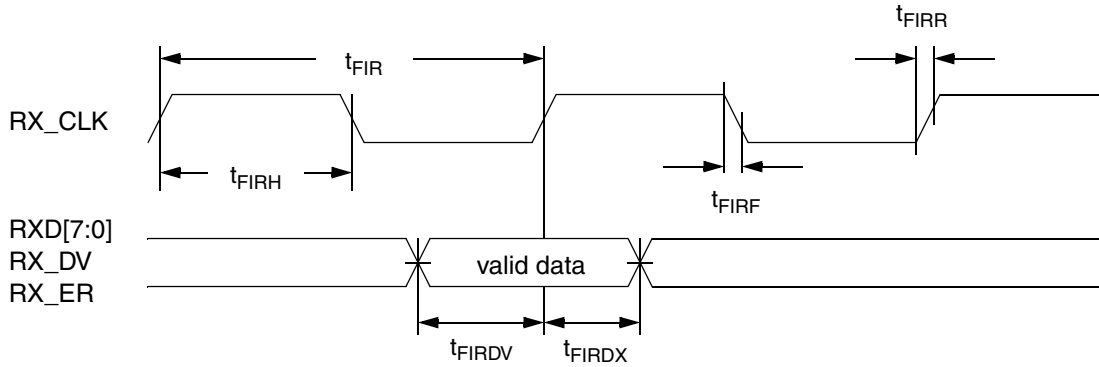 tFIRR
tFIR
RX_CLK
tFIRH
tFIRF
RXD[7:0]
RX_DV
valid data
RX_ER
tFIRDV
tFIRDX